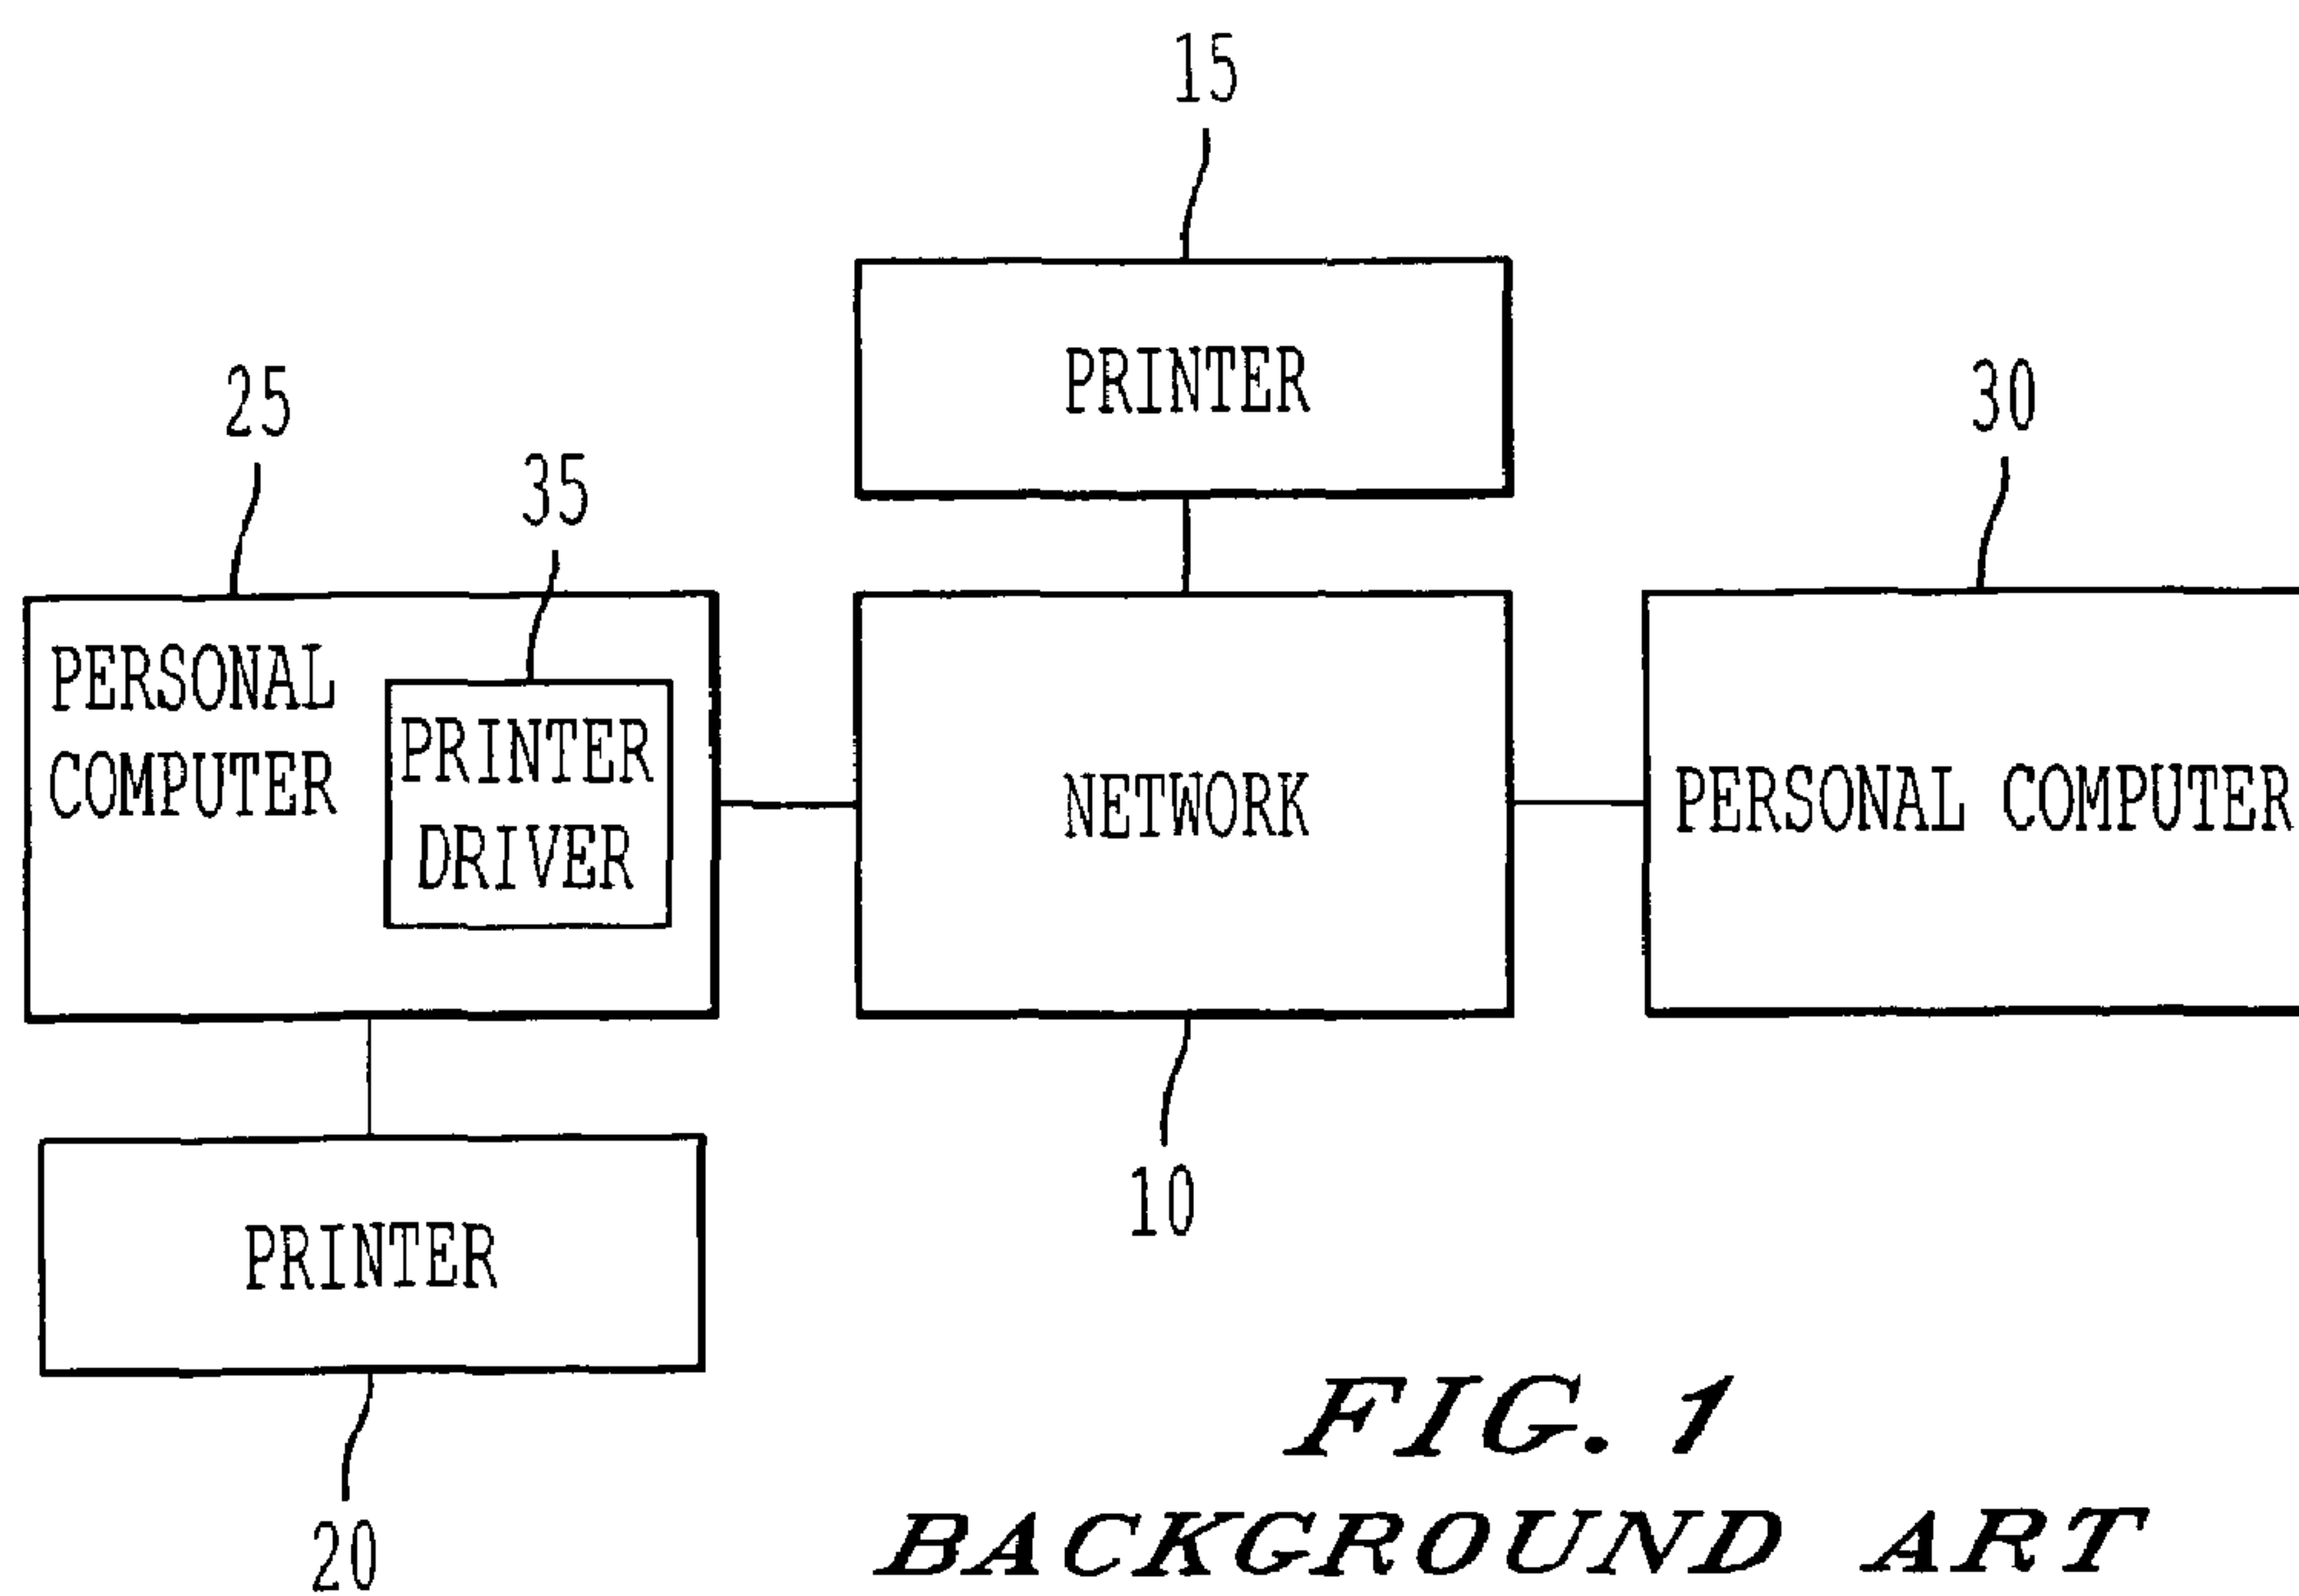 15
PRINTER
25
35
30
PERSONAL
COMPUTER
PRINTER
DRIVER
NETWORK
PERSONAL COMPUTER
10
PRINTER
20
FIG. 1
BACKGROUND ART